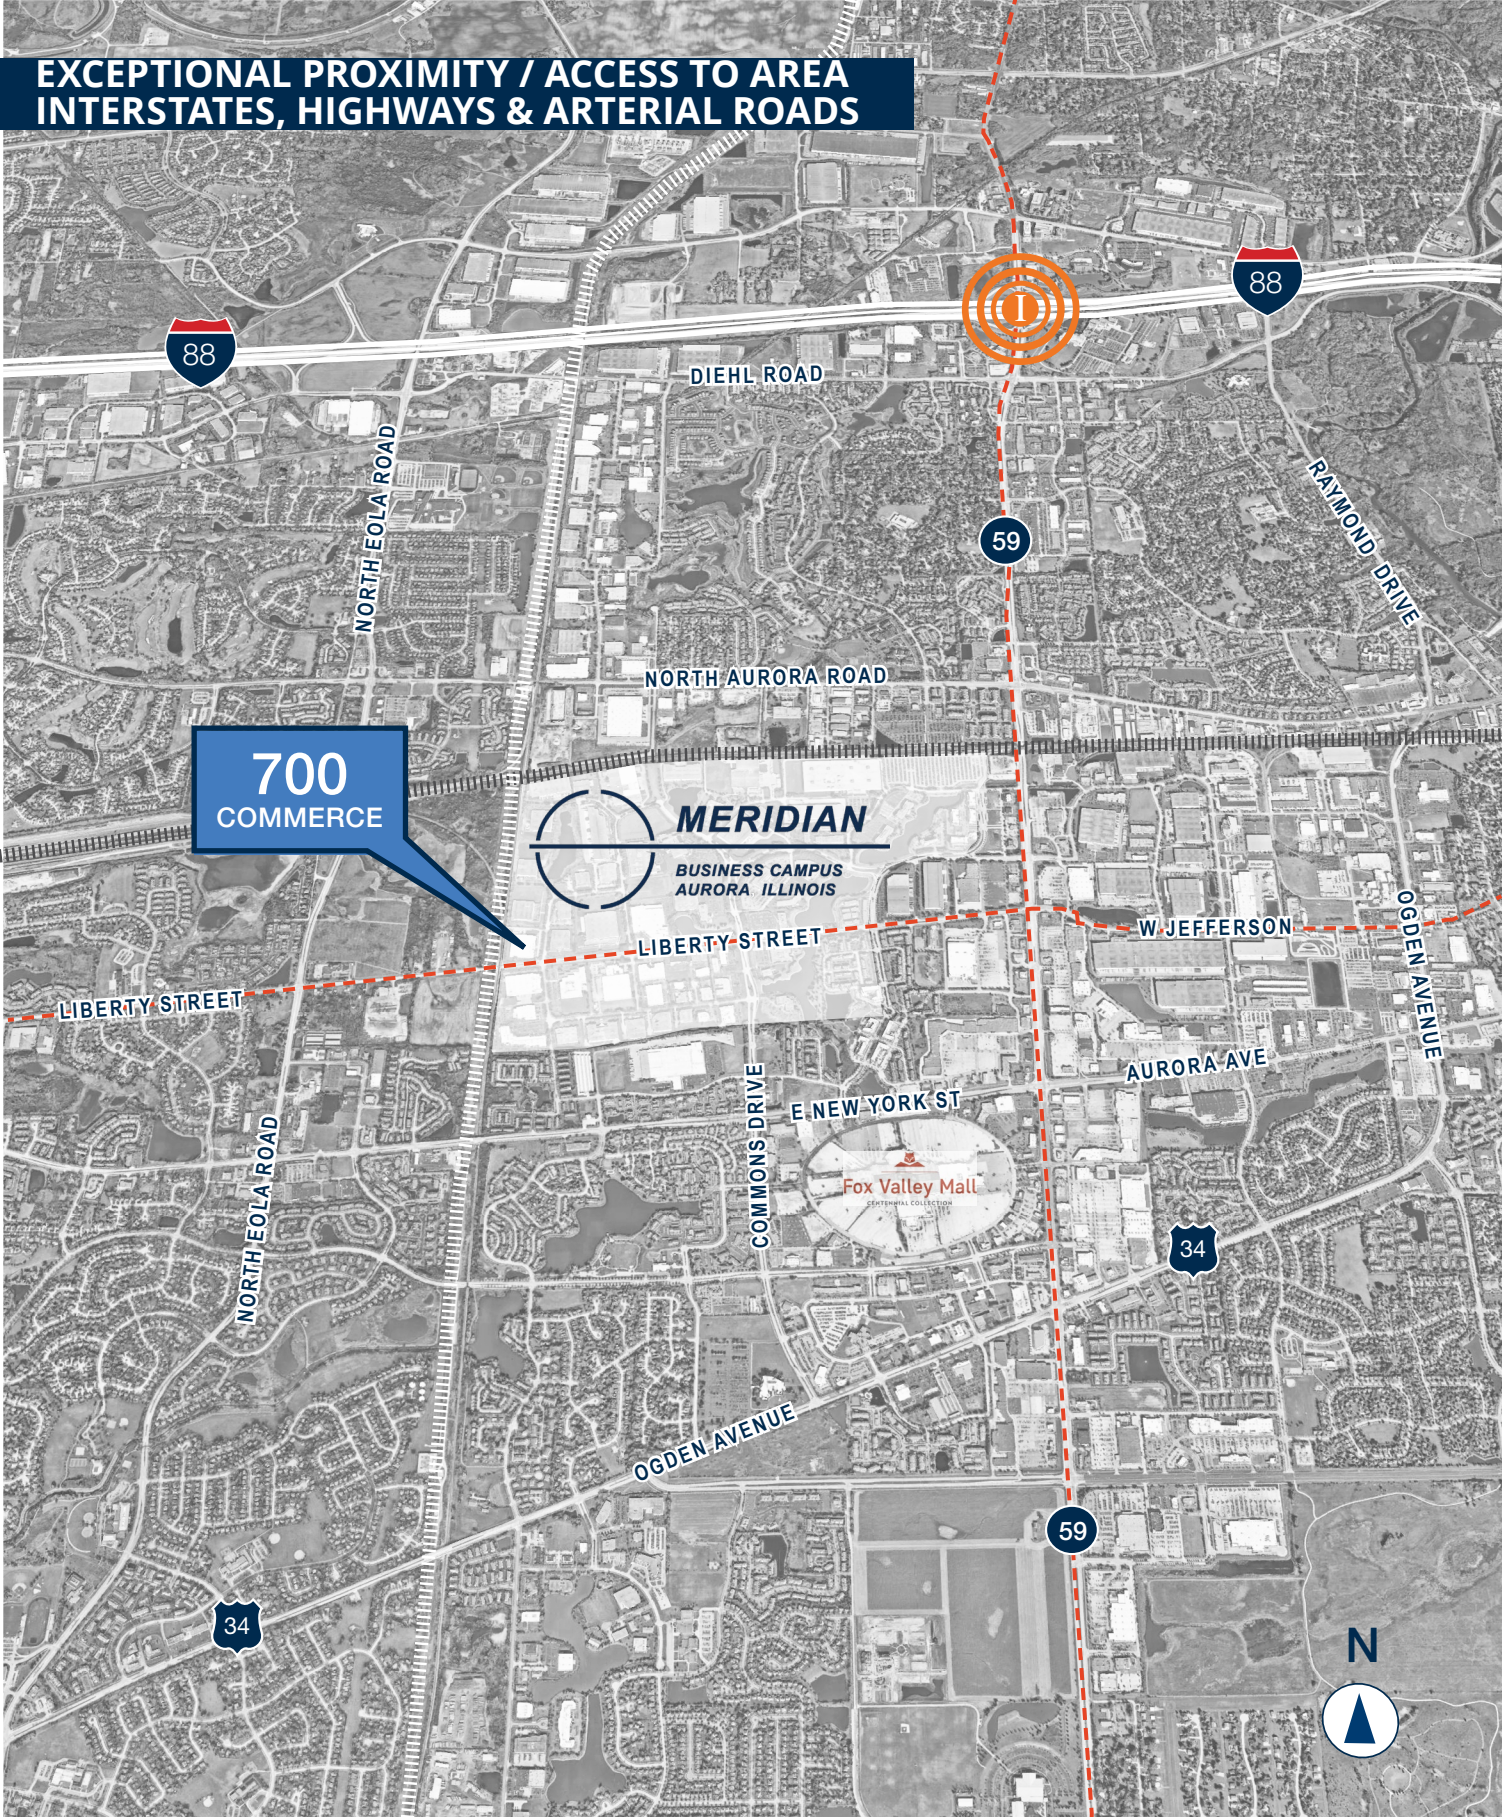 EXCEPTIONAL PROXIMITY / ACCESS TO AREA
INTERSTATES, HIGHWAYS & ARTERIAL ROADS
88
I
88
DIEHL ROAD
NORTH EOLA ROAD
RAYMOND DRIVE
59
NORTH AURORA ROAD
700
COMMERCE
MERIDIAN
BUSINESS CAMPUS
AURORA ILLINOIS
LIBERTY STREET
W JEFFERSON
OGDEN AVENUE
LIBERTY STREET
AURORA AVE
E NEW YORK ST
COMMONS DRIVE
NORTH EOLA ROAD
Fox Valley Mall
CENTENNIAL COLLECTION
34
OGDEN AVENUE
59
34
N